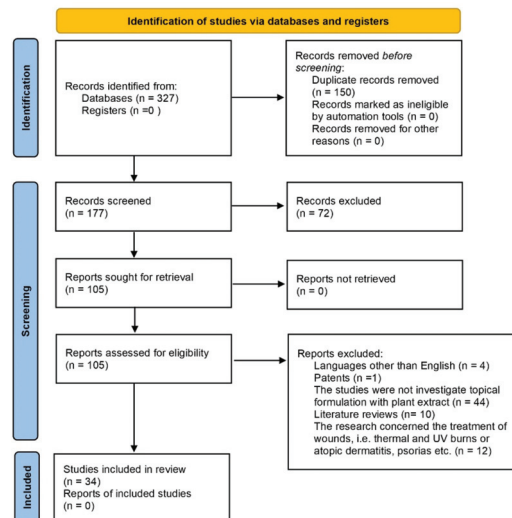 Identification of studies via databases and registers
Identification
Records identified from:
Databases (n = 327)
Registers (n =0 )
Records removed before
screening:
Duplicate records removed
(n = 150)
Records marked as ineligible
by automation tools (n = 0)
Records removed for other
reasons (n = 0)
Screening
Records screened
(n = 177)
Records excluded
(n = 72)
Reports sought for retrieval
(n = 105)
Reports not retrieved
(n = 0)
Reports assessed for eligibility
(n = 105)
Reports excluded:
Languages other than English (n = 4)
Patents (n =1)
The studies were not investigate topical
formulation with plant extract (n = 44)
Literature reviews (n= 10)
The research concerned the treatment of
wounds, i.e. thermal and UV burns or
atopic dermatitis, psorias etc. (n = 12)
Included
Studies included in review
(n = 34)
Reports of included studies
(n = 0)